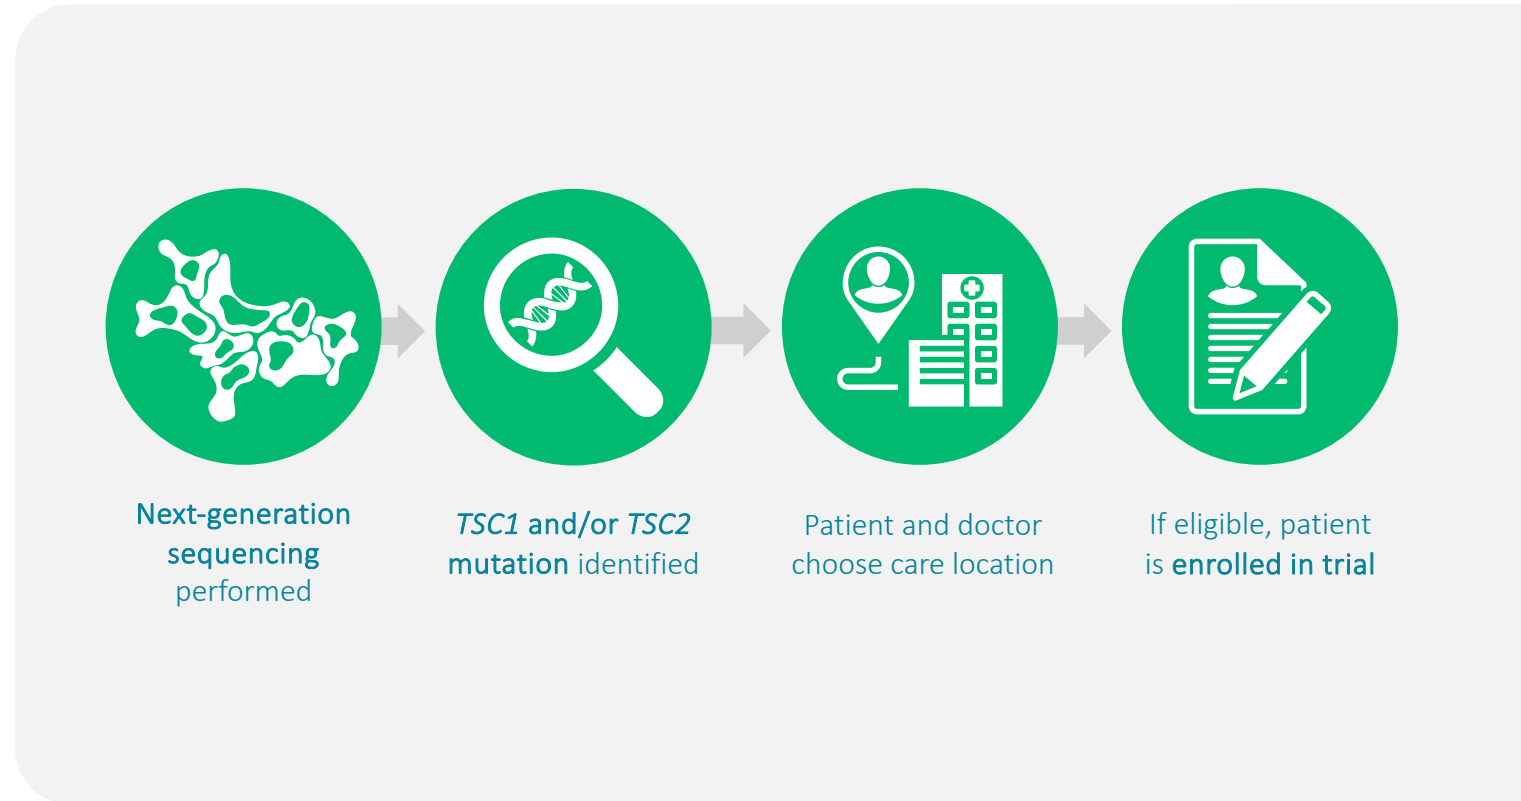 Next-generation
sequencing
performed
TSC1 and/or TSC2
mutation identified
Patient and doctor
choose care location
If eligible, patient
is enrolled in trial